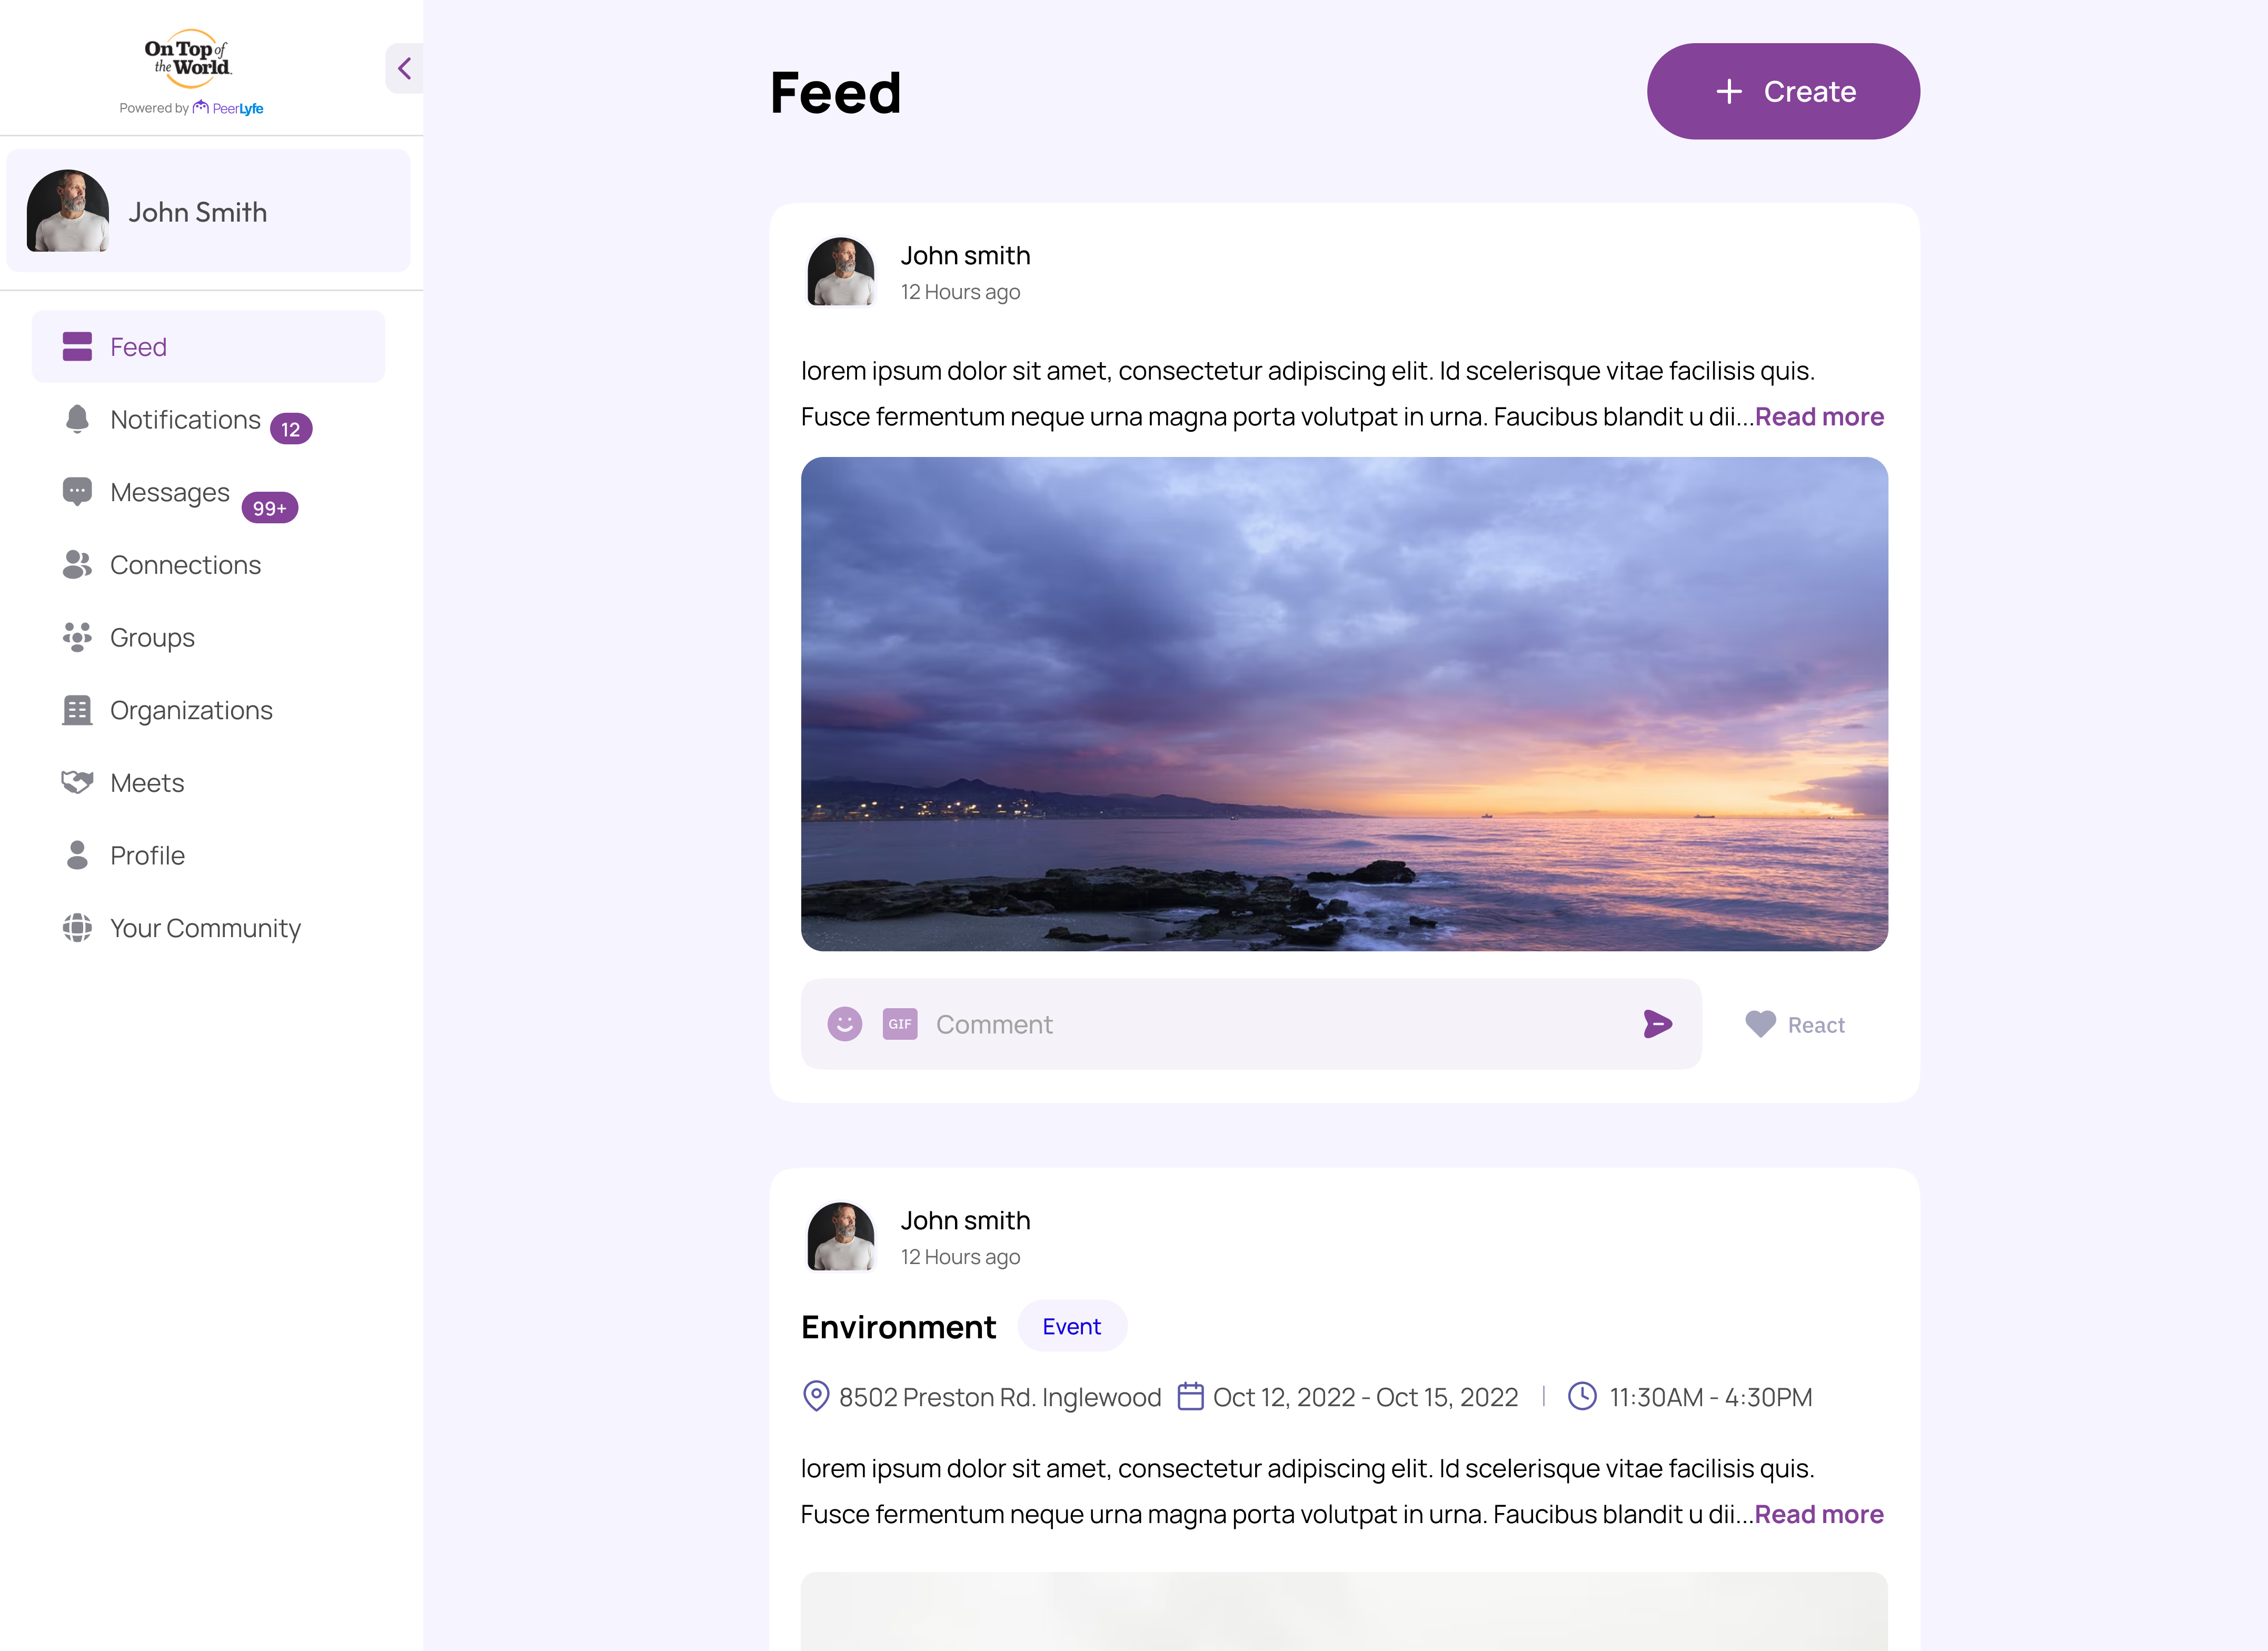 On Top of
the World
Powered by PeerLyfe
John Smith
Feed
Notifications 12
Messages 99+
Connections
Groups
Organizations
Meets
Profile
Your Community
Feed
Create
John smith
12 Hours ago
lorem ipsum dolor sit amet, consectetur adipiscing elit. Id scelerisque vitae facilisis quis.
Fusce fermentum neque urna magna porta volutpat in urna. Faucibus blandit u dii...Read more
GIF Comment
React
John smith
12 Hours ago
Environment Event
8502 Preston Rd. Inglewood Oct 12, 2022 - Oct 15, 2022 | 11:30AM - 4:30PM
lorem ipsum dolor sit amet, consectetur adipiscing elit. Id scelerisque vitae facilisis quis.
Fusce fermentum neque urna magna porta volutpat in urna. Faucibus blandit u dii...Read more